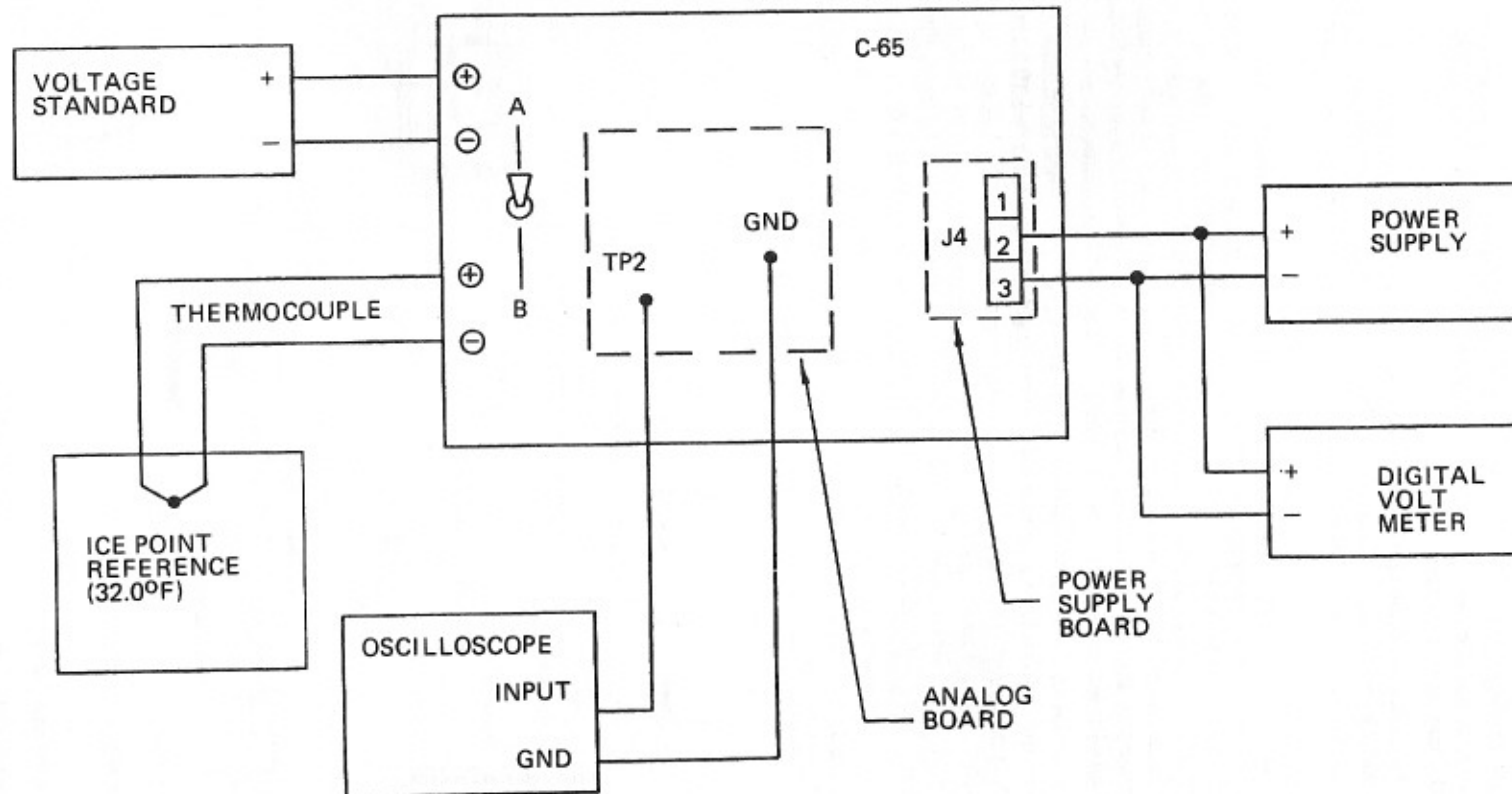 C-65
VOLTAGE
STANDARD
+
−
⊕
⊖
A
B
⊕
⊖
THERMOCOUPLE
ICE POINT
REFERENCE
(32.0ºF)
TP2
GND
J4
1
2
3
POWER
SUPPLY
+
−
DIGITAL
VOLT
METER
+
−
OSCILLOSCOPE
INPUT
GND
POWER
SUPPLY
BOARD
ANALOG
BOARD